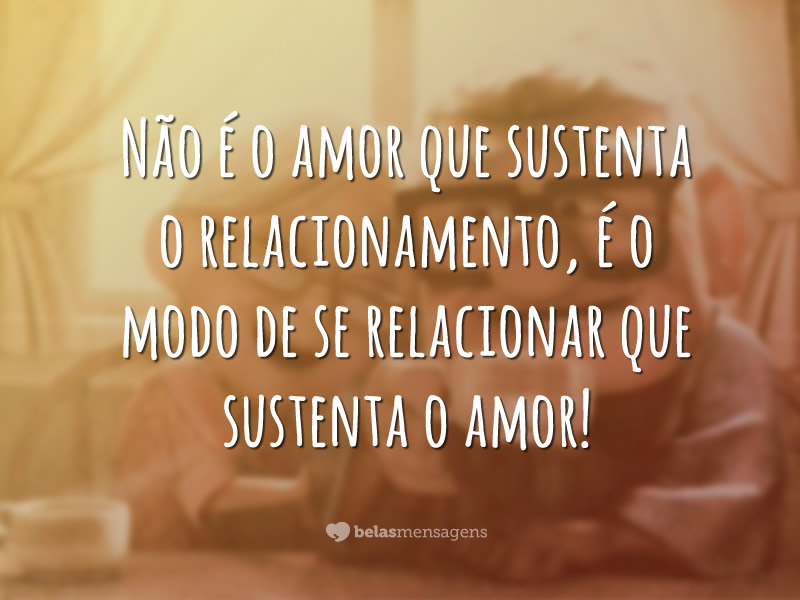 Não é o amor que sustenta
o relacionamento, é o
modo de se relacionar que
sustenta o amor!
belasmensagens